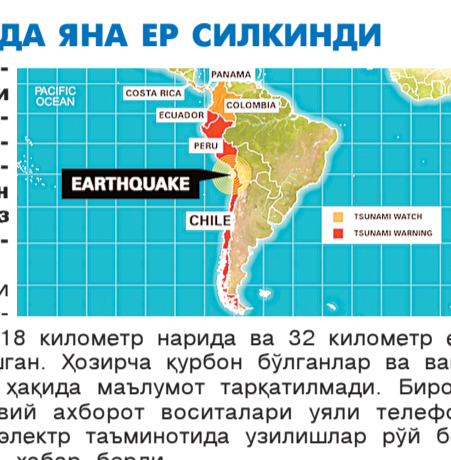 ДА ЯНА ЕР СИЛКИНДИ
PACIFIC
OCEAN
PANAMA
COSTA RICA
COLOMBIA
ECUADOR
PERU
EARTHQUAKE
CHILE
TSUNAMI WATCH
TSUNAMI WARNING
18 километр нарида ва 32 километр
Ҳозирча қурбон бўлганлар ва
ҳақида маълумот тарқатилмади.
ахборот воситалари уяли
электр таъминотида узилишлар рўй
хабар берди